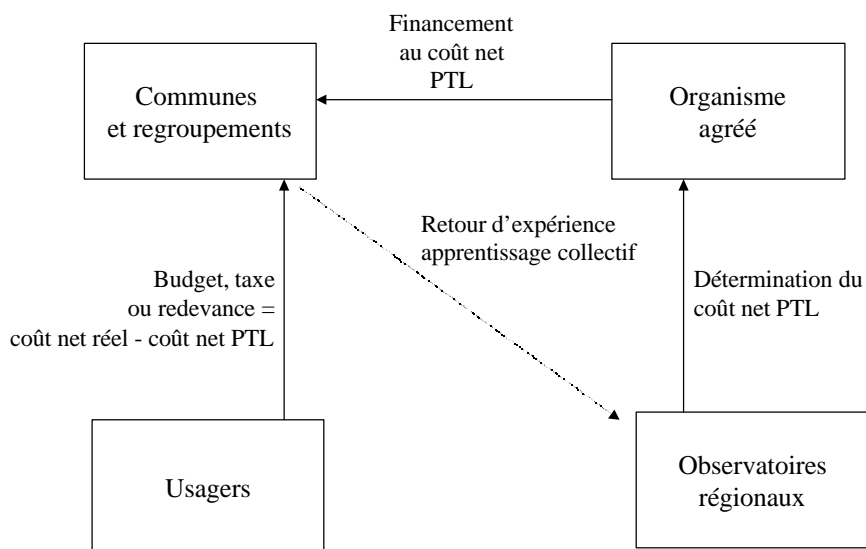 Financement
au coût net
PTL
Communes
et regroupements
Organisme
agréé
Retour d'expérience
apprentissage collectif
Budget, taxe
ou redevance =
coût net réel - coût net PTL
Détermination du
coût net PTL
Usagers
Observatoires
régionaux